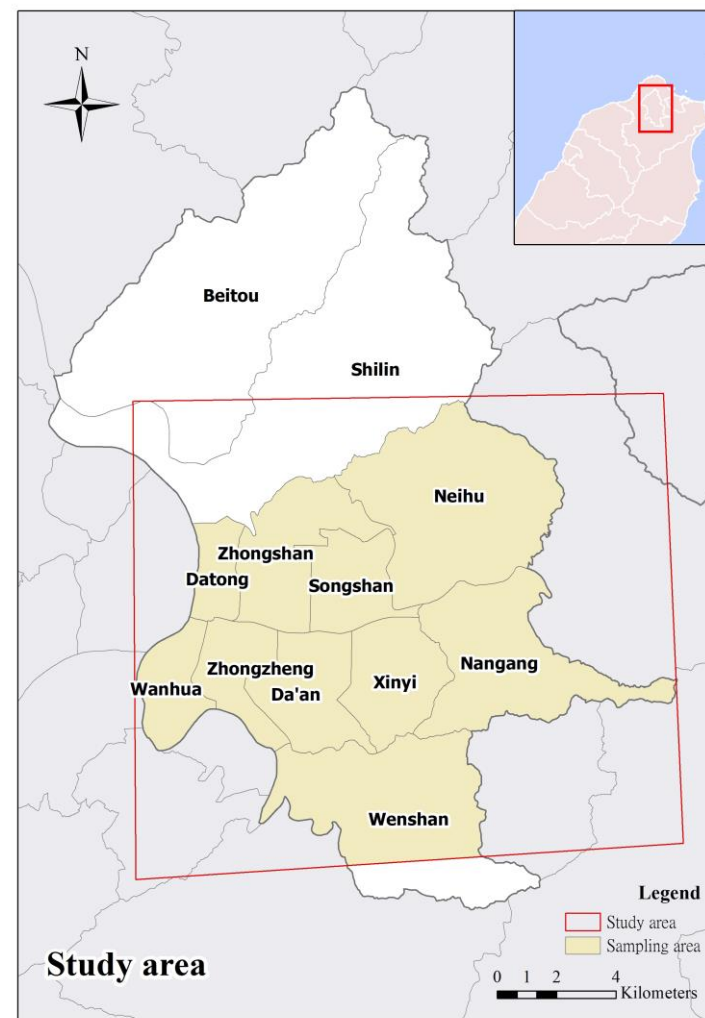 N
Beitou
Shilin
Neihu
Zhongshan
Datong
Songshan
Zhongzheng
Nangang
Wanhua
Da'an
Xinyi
Wenshan
Legend
Study area
Sampling area
Study area
0 1 2 4
Kilometers